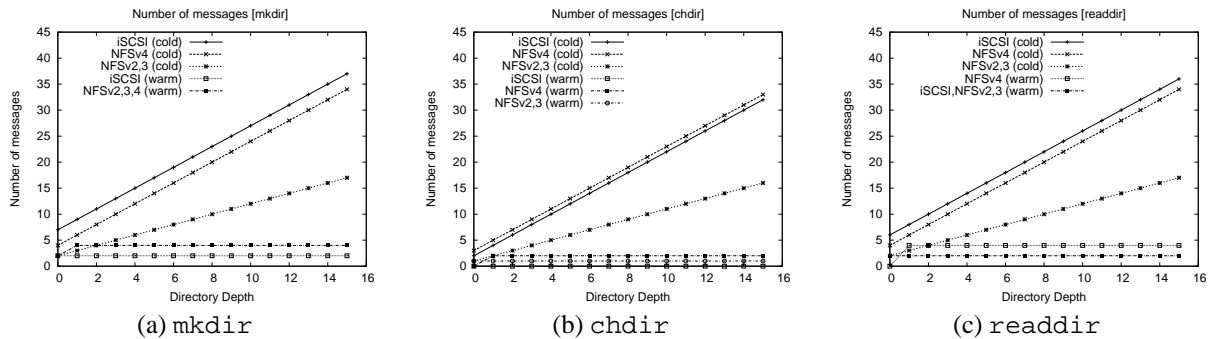 Number of messages [mkdir]
45
40
35
30
25
20
15
10
5
0
Number of messages
iSCSI (cold)
NFSv4 (cold)
NFSv2,3 (cold)
iSCSI (warm)
NFSv2,3,4 (warm)
0 2 4 6 8 10 12 14 16
Directory Depth
(a) mkdir
Number of messages [chdir]
45
40
35
30
25
20
15
10
5
0
Number of messages
iSCSI (cold)
NFSv4 (cold)
NFSv2,3 (cold)
iSCSI (warm)
NFSv4 (warm)
NFSv2,3 (warm)
0 2 4 6 8 10 12 14 16
Directory Depth
(b) chdir
Number of messages [readdir]
45
40
35
30
25
20
15
10
5
0
Number of messages
iSCSI (cold)
NFSv4 (cold)
NFSv2,3 (cold)
NFSv4 (warm)
iSCSI,NFSv2,3 (warm)
0 2 4 6 8 10 12 14 16
Directory Depth
(c) readdir